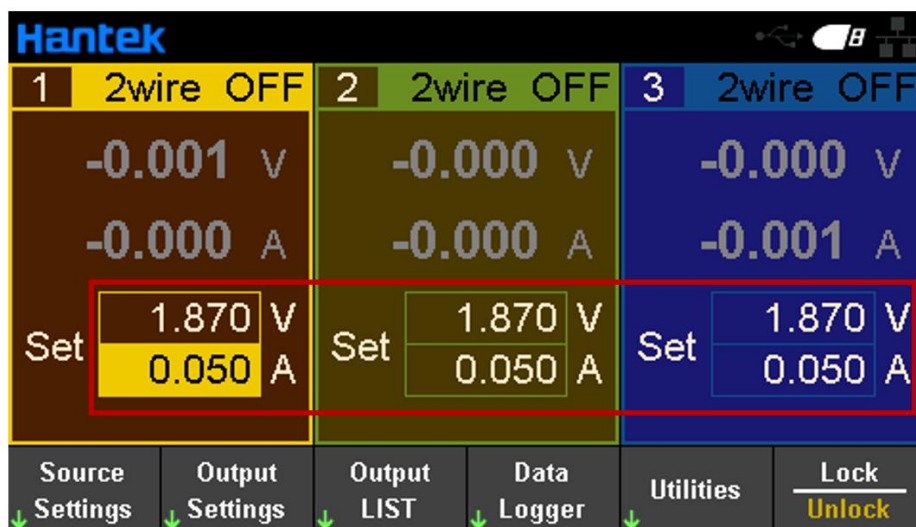 Hantek
8
1 2wire OFF 2 2wire OFF 3 2wire OFF
-0.001 V -0.000 V -0.000 V
-0.000 A -0.000 A -0.001 A
Set 1.870 V Set 1.870 V Set 1.870 V
0.050 A 0.050 A 0.050 A
Source Settings
Output Settings
Output LIST
Data Logger
Utilities
Lock
Unlock